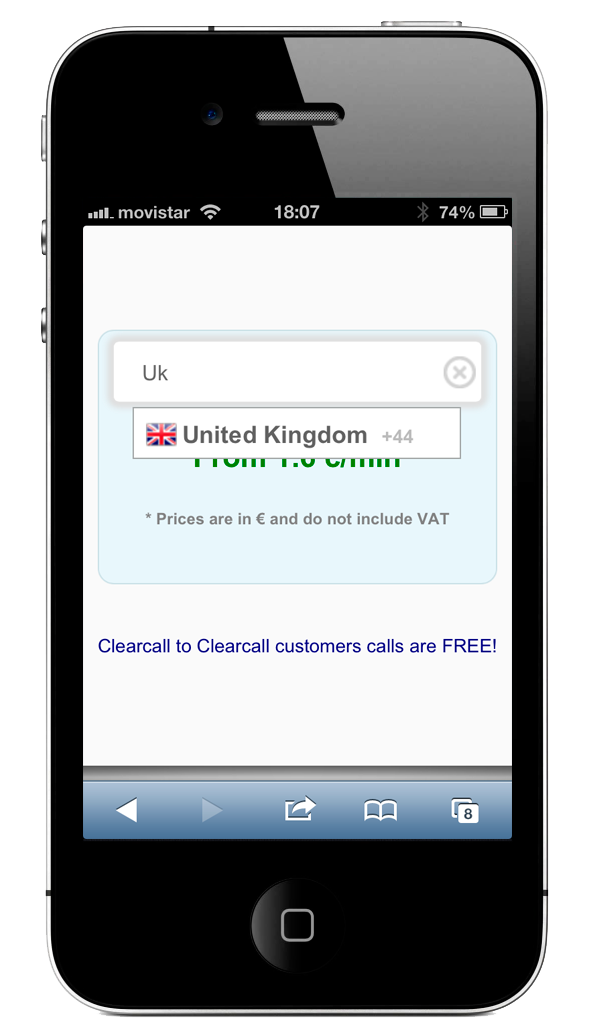 movistar 18:07 74%
Uk
United Kingdom +44
From 1.6 c/min
* Prices are in € and do not include VAT
Clearcall to Clearcall customers calls are FREE!
8